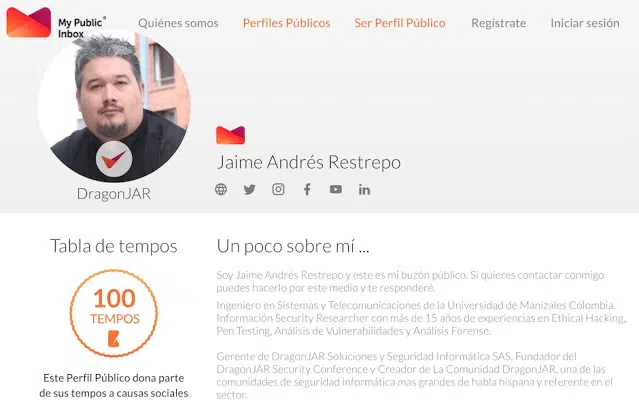 My Public®
Inbox
Quiénes somos
Perfiles Públicos
Ser Perfil Público
Regístrate
Iniciar sesión
Jaime Andrés Restrepo
DragonJAR
Tabla de tempos
100
TEMPOS
Este Perfil Público dona parte
de sus tempos a causas sociales
Un poco sobre mí ...
Soy Jaime Andrés Restrepo y este es mi buzón público. Si quieres contactar conmigo
puedes hacerlo por este medio y te responderé.
Ingeniero en Sistemas y Telecomunicaciones de la Universidad de Manizales Colombia.
Information Security Researcher con más de 15 años de experiencias en Ethical Hacking,
Pen Testing, Análisis de Vulnerabilidades y Análisis Forense.
Gerente de DragonJAR Soluciones y Seguridad Informática SAS, Fundador del
DragonJAR Security Conference y Creador de La Comunidad DragonJAR, una de las
comunidades de seguridad informática mas grandes de habla hispana y referente en el
sector.